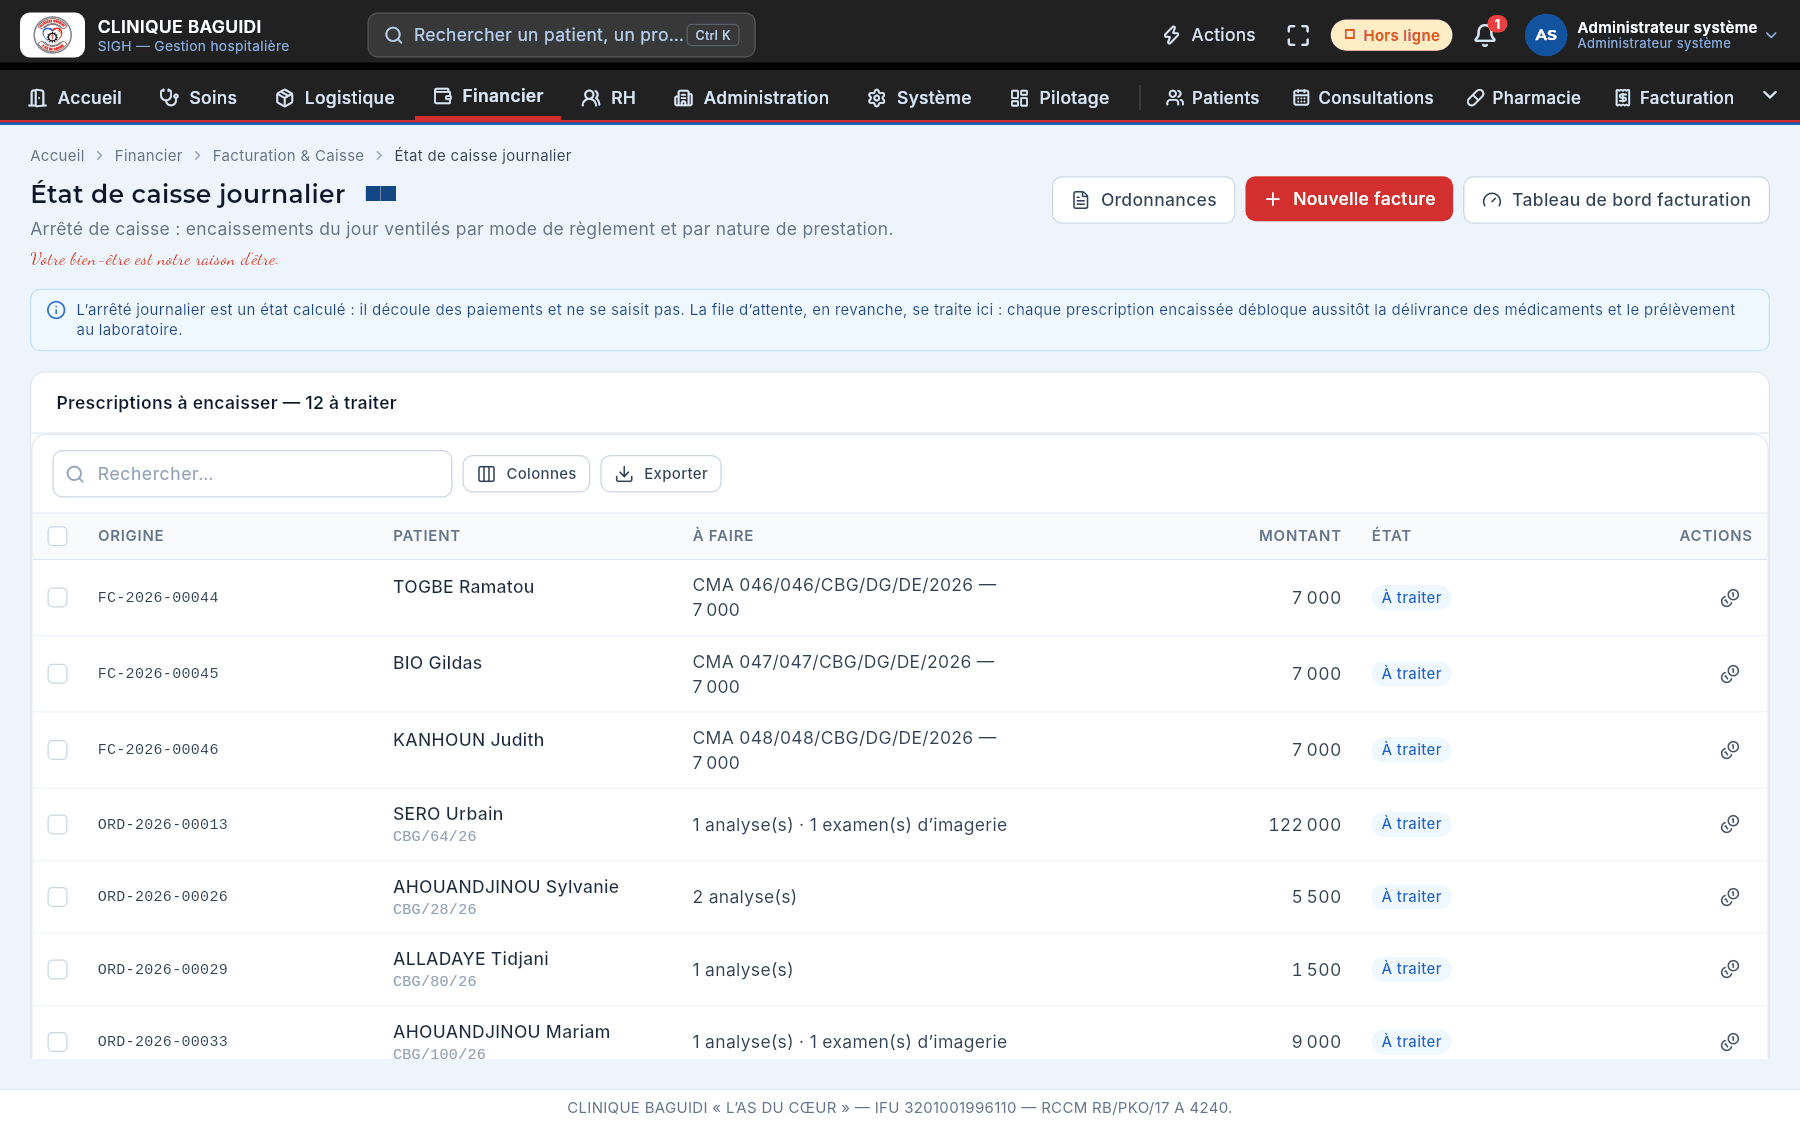 CLINIQUE BAGUIDI
SIGH — Gestion hospitalière
Rechercher un patient, un pro... Ctrl K
Actions
Hors ligne
1
AS
Administrateur système
Administrateur système
Accueil Soins Logistique Financier RH Administration Système Pilotage Patients Consultations Pharmacie Facturation
Accueil > Financier > Facturation & Caisse > État de caisse journalier
État de caisse journalier
Ordonnances
+ Nouvelle facture
Tableau de bord facturation
Arrêté de caisse : encaissements du jour ventilés par mode de règlement et par nature de prestation.
Votre bien-être est notre raison d'être.
L'arrêté journalier est un état calculé : il découle des paiements et ne se saisit pas. La file d'attente, en revanche, se traite ici : chaque prescription encaissée débloque aussitôt la délivrance des médicaments et le prélèvement
au laboratoire.
Prescriptions à encaisser — 12 à traiter
Rechercher...
Colonnes
Exporter
ORIGINE PATIENT À FAIRE MONTANT ÉTAT ACTIONS
FC-2026-00044 TOGBE Ramatou CMA 046/046/CBG/DG/DE/2026 —
7 000
7 000 À traiter
FC-2026-00045 BIO Gildas CMA 047/047/CBG/DG/DE/2026 —
7 000
7 000 À traiter
FC-2026-00046 KANHOUN Judith CMA 048/048/CBG/DG/DE/2026 —
7 000
7 000 À traiter
ORD-2026-00013 SERO Urbain
CBG/64/26
1 analyse(s) · 1 examen(s) d'imagerie 122 000 À traiter
ORD-2026-00026 AHOUANDJINOU Sylvanie
CBG/28/26
2 analyse(s) 5 500 À traiter
ORD-2026-00029 ALLADAYE Tidjani
CBG/80/26
1 analyse(s) 1 500 À traiter
ORD-2026-00033 AHOUANDJINOU Mariam
CBG/100/26
1 analyse(s) · 1 examen(s) d'imagerie 9 000 À traiter
CLINIQUE BAGUIDI « L'AS DU CŒUR » — IFU 3201001996110 — RCCM RB/PKO/17 A 4240.